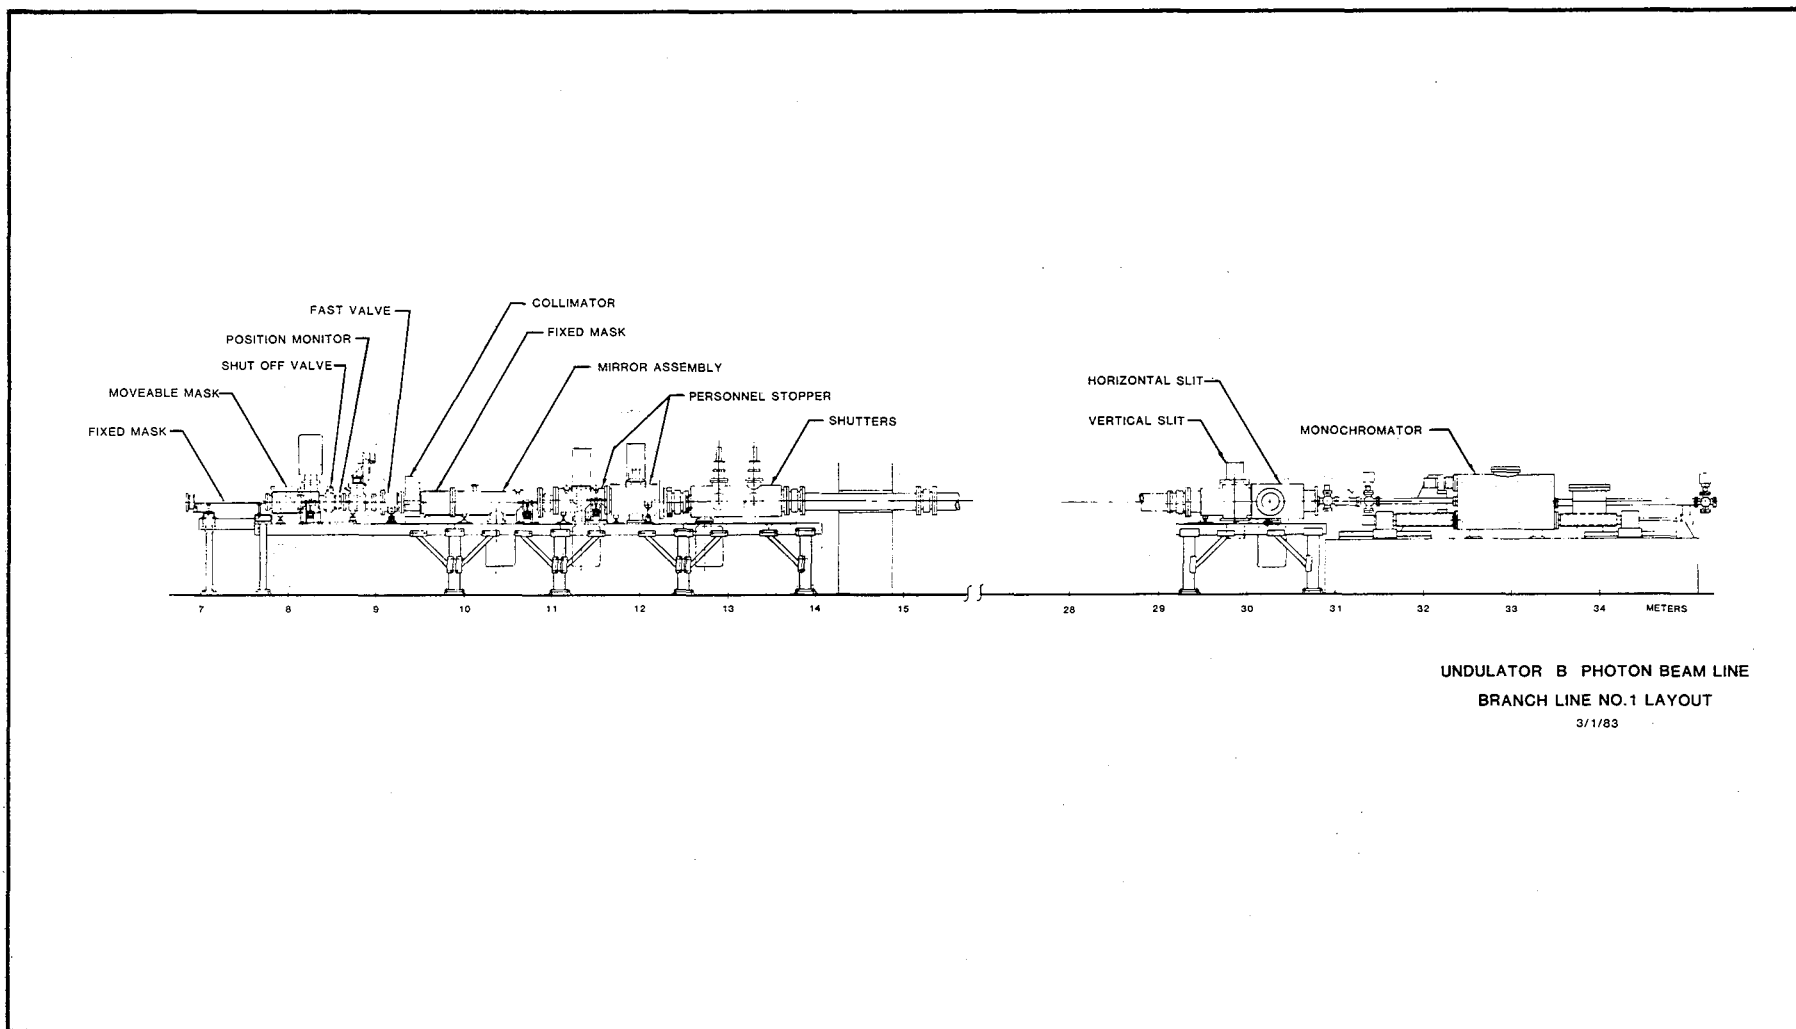 COLLIMATOR
FAST VALVE
FIXED MASK
POSITION MONITOR
SHUT OFF VALVE
MIRROR ASSEMBLY
HORIZONTAL SLIT
MOVEABLE MASK
PERSONNEL STOPPER
SHUTTERS
VERTICAL SLIT
MONOCHROMATOR
FIXED MASK
7 8 9 10 11 12 13 14 15 28 29 30 31 32 33 34 METERS
UNDULATOR B PHOTON BEAM LINE
BRANCH LINE NO.1 LAYOUT
3/1/83